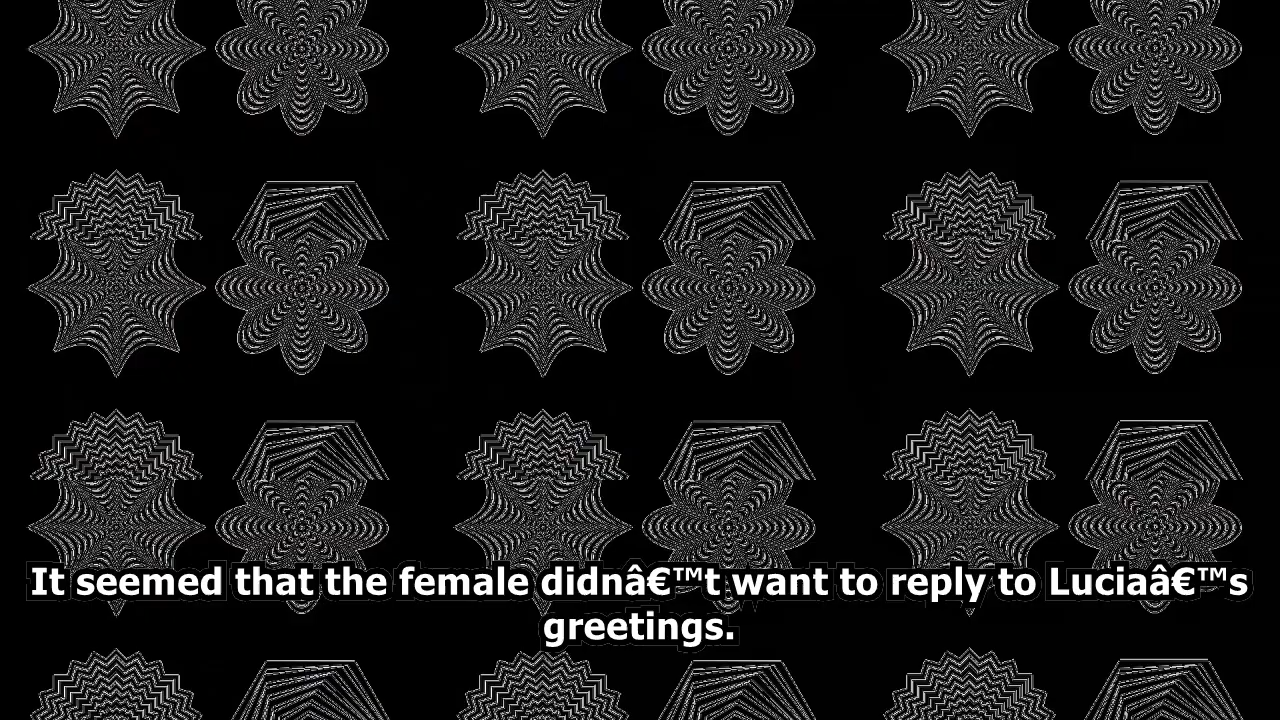 It seemed that the female didnâ€™t want to reply to Luciaâ€™s
greetings.